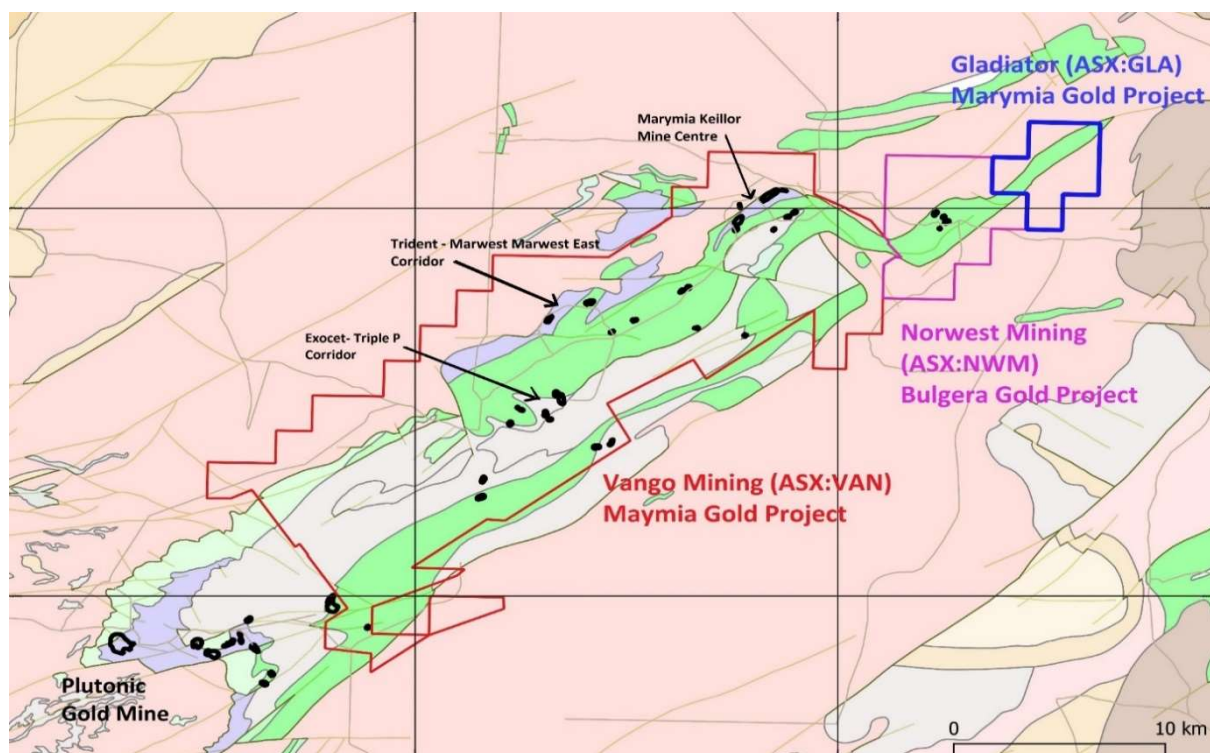 Gladiator (ASX:GLA)
Marymia Gold Project
Marymia Keillor
Mine Centre
Trident - Marwest Marwest East
Corridor
Exocet- Triple P
Corridor
Norwest Mining
(ASX:NWM)
Bulgera Gold Project
Vango Mining (ASX:VAN)
Maymia Gold Project
Plutonic
Gold Mine
0 10 km